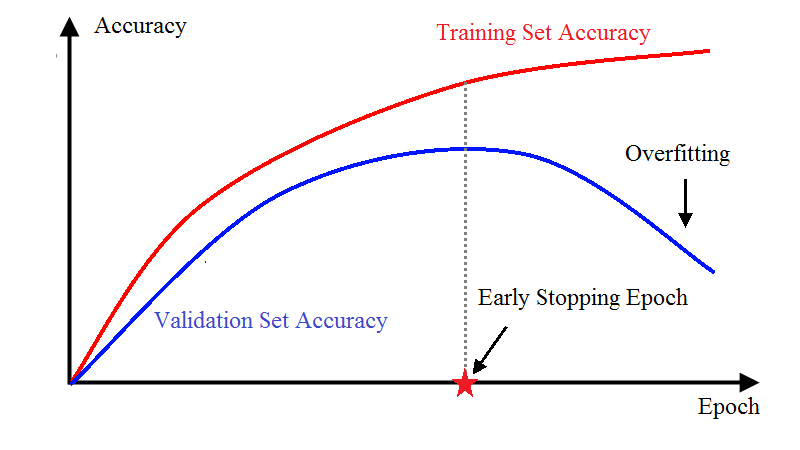 Accuracy
Training Set Accuracy
Overfitting
Early Stopping Epoch
Validation Set Accuracy
Epoch